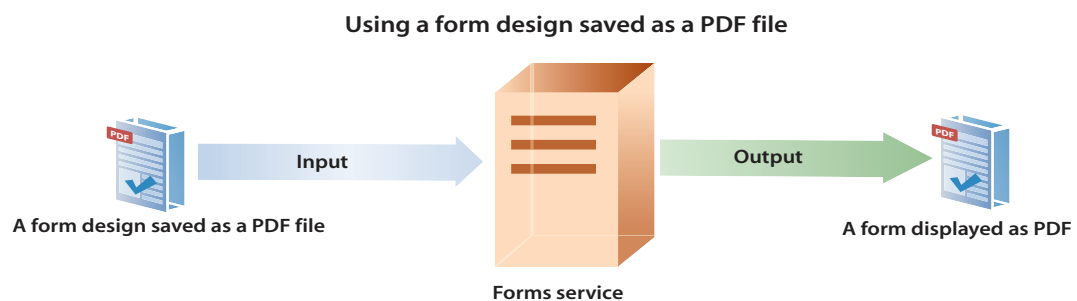 Using a form design saved as a PDF file
PDF
Input
Output
PDF
A form design saved as a PDF file
A form displayed as PDF
Forms service